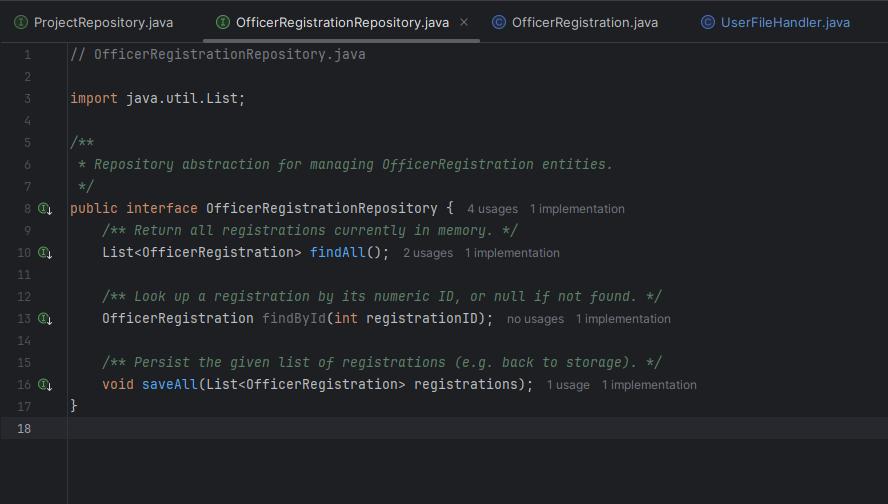 ProjectRepository.java OfficerRegistrationRepository.java OfficerRegistration.java UserFileHandler.java
1 // OfficerRegistrationRepository.java
2
3 import java.util.List;
4
5 /**
6 * Repository abstraction for managing OfficerRegistration entities.
7 */
8 public interface OfficerRegistrationRepository { 4 usages 1 implementation
9 /** Return all registrations currently in memory. */
10 List<OfficerRegistration> findAll(); 2 usages 1 implementation
11
12 /** Look up a registration by its numeric ID, or null if not found. */
13 OfficerRegistration findById(int registrationID); no usages 1 implementation
14
15 /** Persist the given list of registrations (e.g. back to storage). */
16 void saveAll(List<OfficerRegistration> registrations); 1 usage 1 implementation
17 }
18